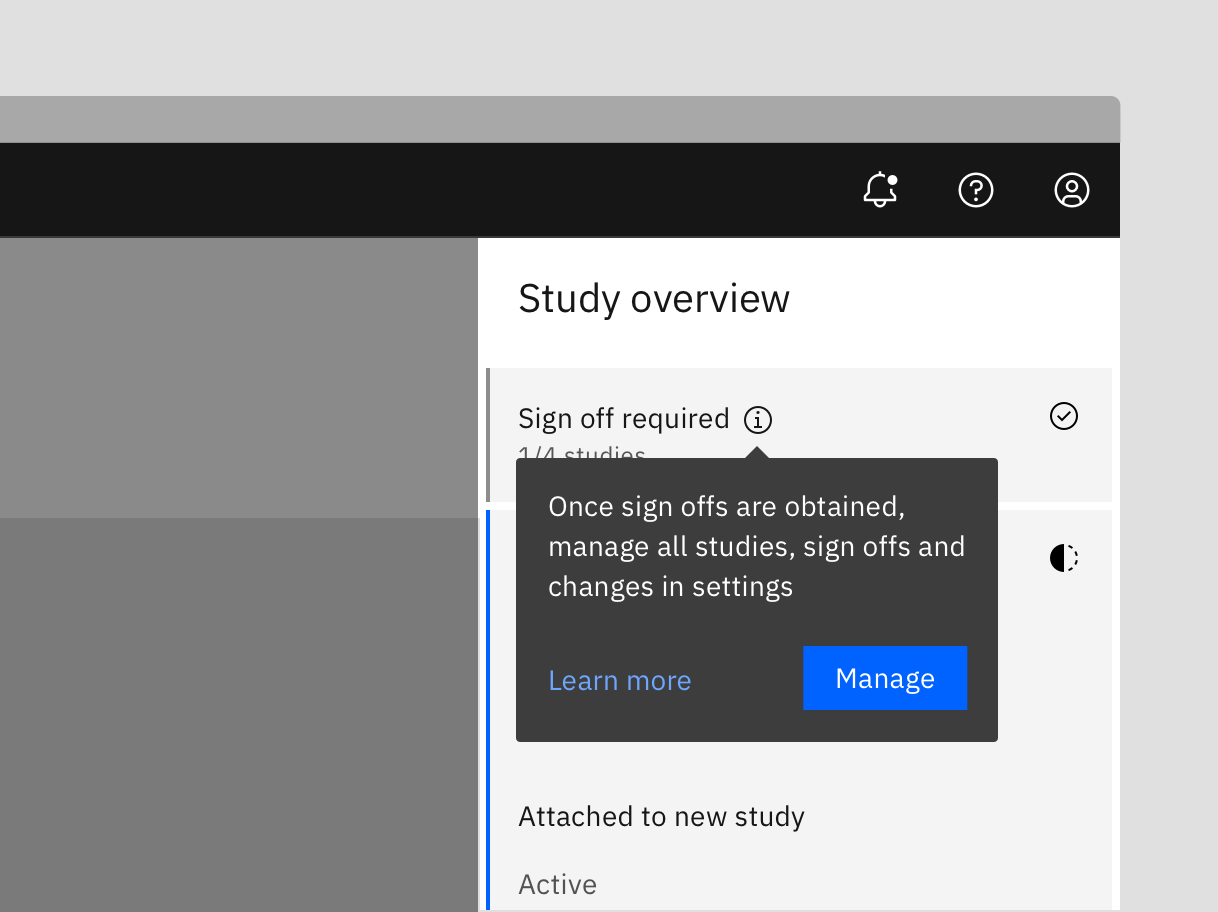 Study overview
Sign off required
1/4 studies
Once sign offs are obtained,
manage all studies, sign offs and
changes in settings
Learn more
Manage
Attached to new study
Active